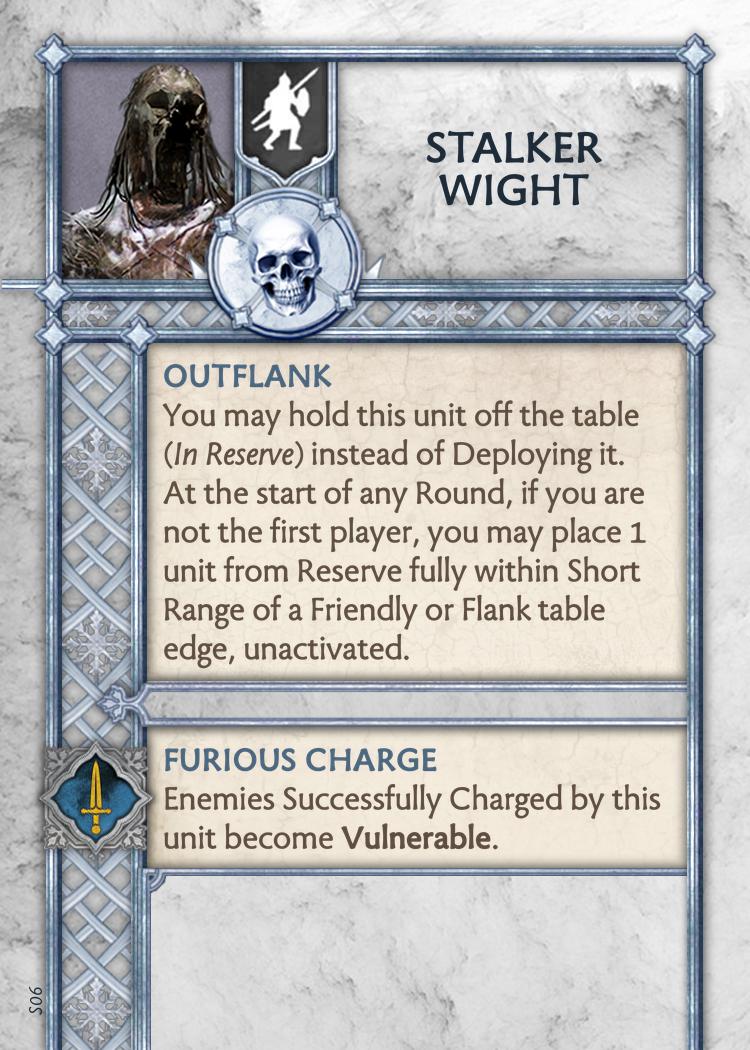 STALKER
WIGHT
OUTFLANK
You may hold this unit off the table
(In Reserve) instead of Deploying it.
At the start of any Round, if you are
not the first player, you may place 1
unit from Reserve fully within Short
Range of a Friendly or Flank table
edge, unactivated.
FURIOUS CHARGE
Enemies Successfully Charged by this
unit become Vulnerable.
S06